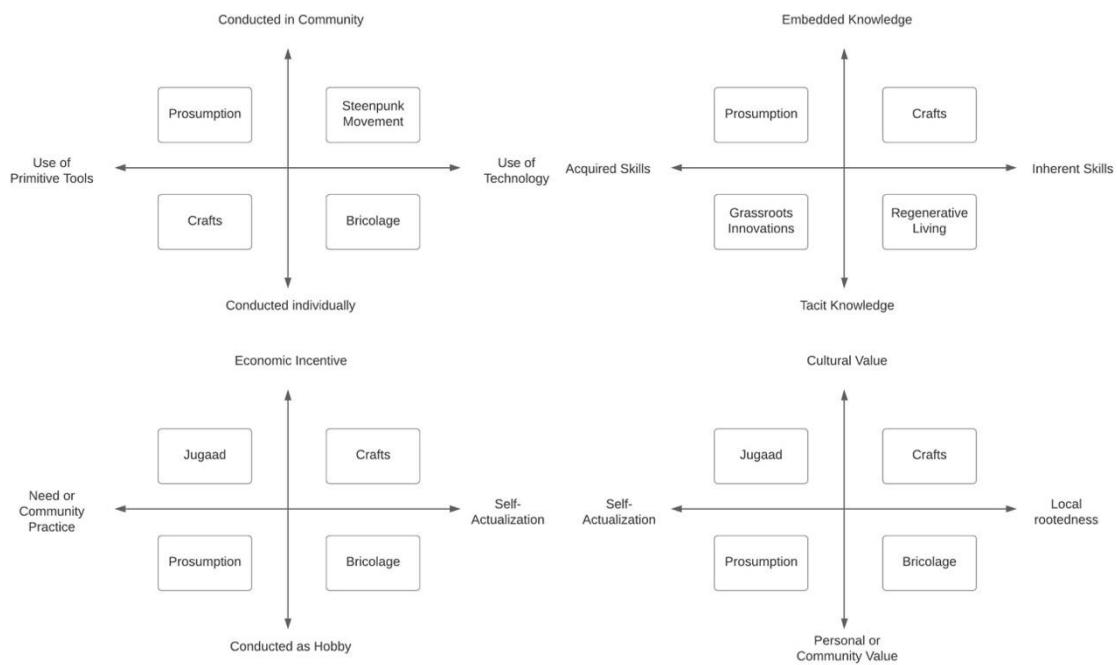 Conducted in Community
Prosumption
Steenpunk
Movement
Use of
Primitive Tools
Use of
Technology
Crafts
Bricolage
Conducted individually
Embedded Knowledge
Prosumption
Crafts
Acquired Skills
Inherent Skills
Grassroots
Innovations
Regenerative
Living
Tacit Knowledge
Economic Incentive
Jugaad
Crafts
Need or
Community
Practice
Self-
Actualization
Prosumption
Bricolage
Conducted as Hobby
Cultural Value
Jugaad
Crafts
Self-
Actualization
Local
rootedness
Prosumption
Bricolage
Personal or
Community Value